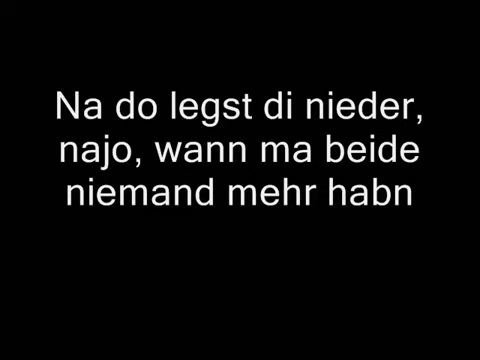 Na do legst di nieder,
najo, wann ma beide
niemand mehr habn